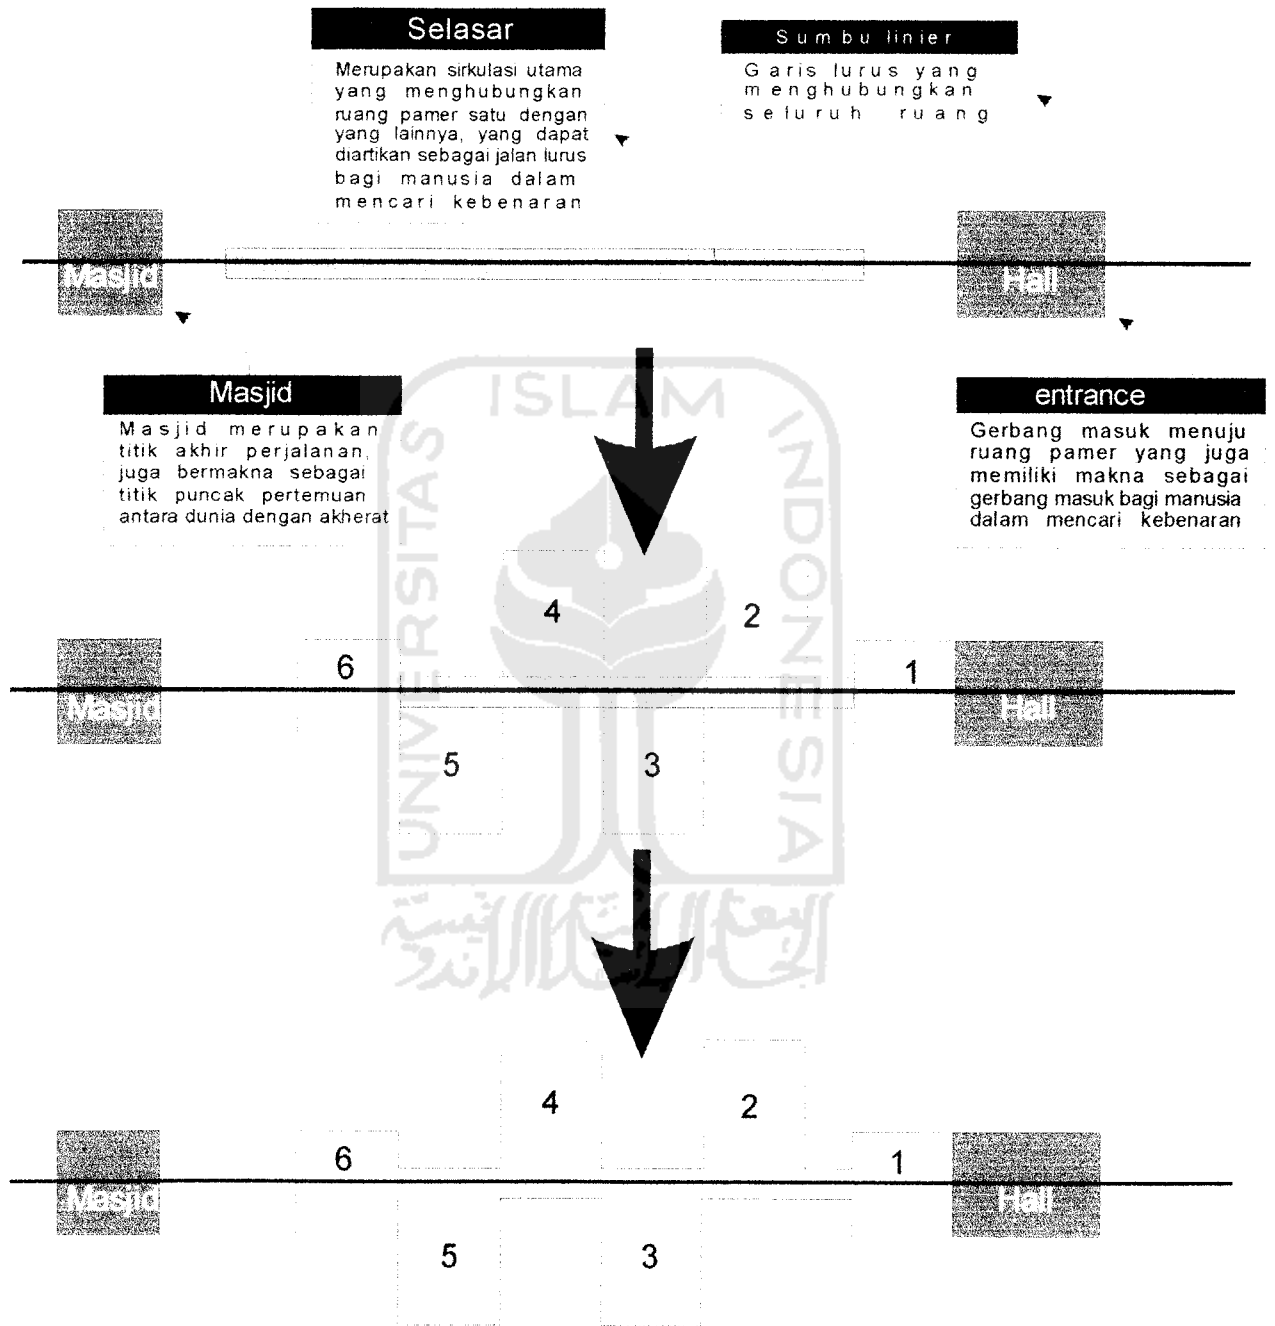 Selasar
Merupakan sirkulasi utama
yang menghubungkan
ruang pamer satu dengan
yang lainnya, yang dapat
diartikan sebagai jalan lurus
bagi manusia dalam
mencari kebenaran
Sumbu linier
Garis lurus yang
menghubungkan
seluruh ruang
Masjid
Hall
Masjid
Masjid merupakan
titik akhir perjalanan,
juga bermakna sebagai
titik puncak pertemuan
antara dunia dengan akherat
entrance
Gerbang masuk menuju
ruang pamer yang juga
memiliki makna sebagai
gerbang masuk bagi manusia
dalam mencari kebenaran
UNIVERSITAS
ISLAM
INDONESIA
4
2
6
1
Masjid
Hall
5
3
4
2
6
1
Masjid
Hall
5
3